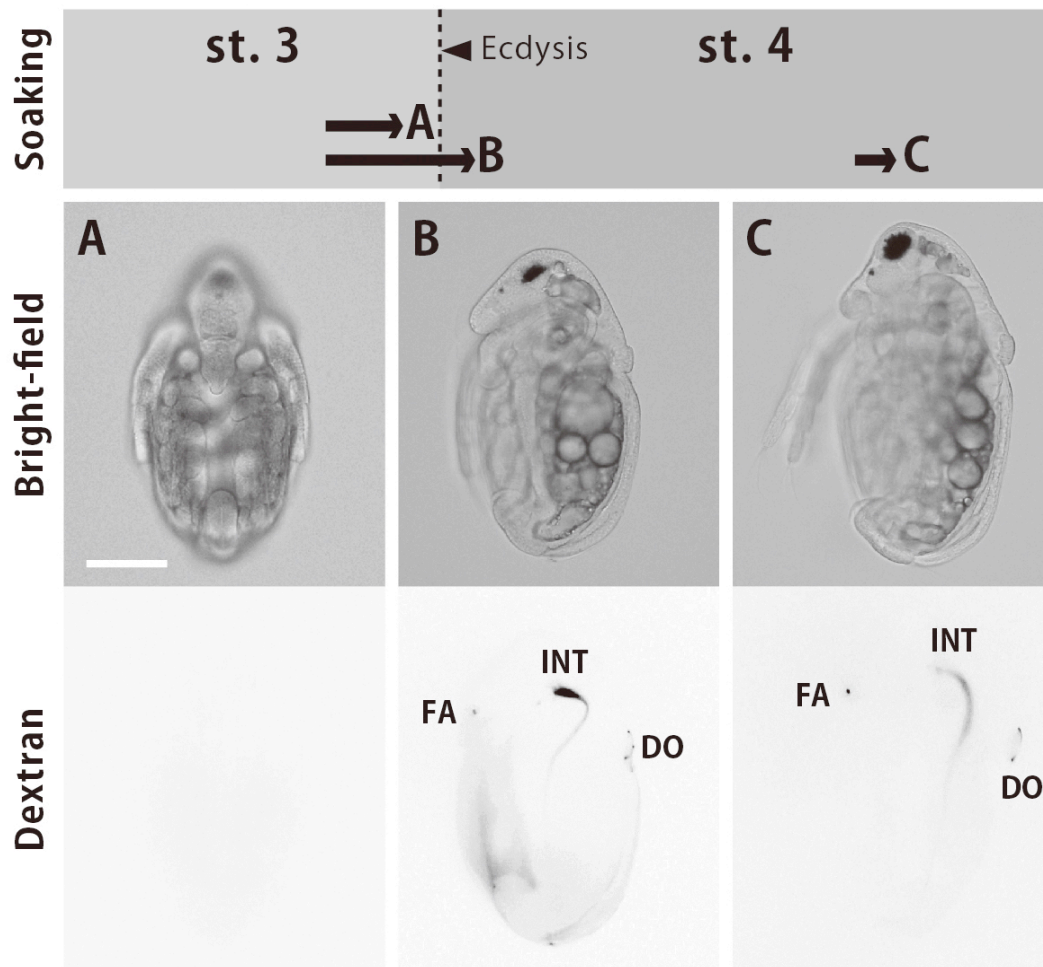 Soaking
st. 3
Ecdysis
st. 4
A
B
C
Bright-field
A
B
C
Dextran
FA
INT
DO
FA
INT
DO